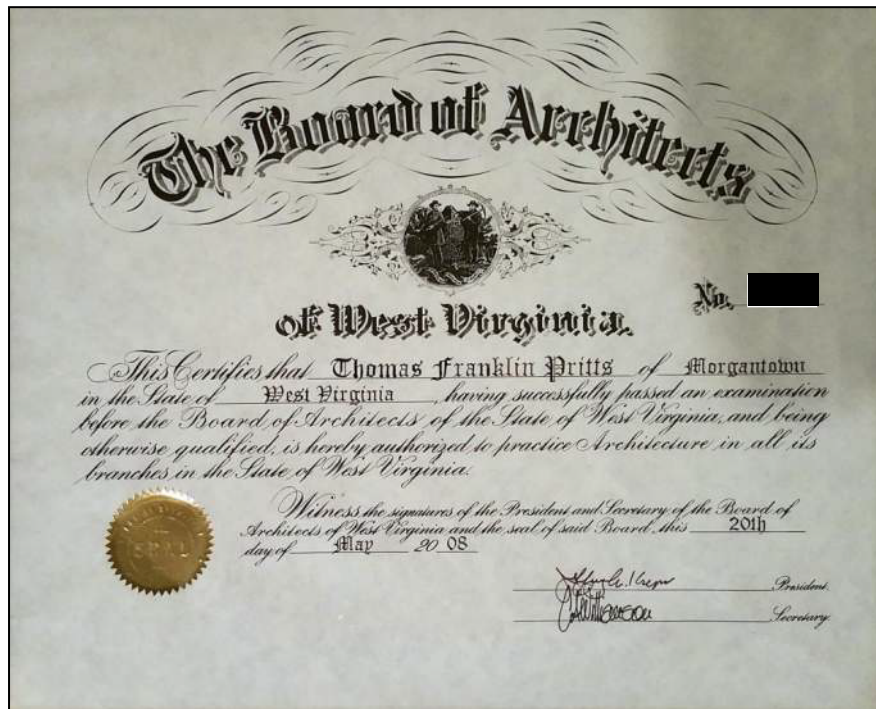 The Board of Architects
of West Virginia.
No.
This Certifies that Thomas Franklin Pritts of Morgantown
in the State of West Virginia, having successfully passed an examination
before the Board of Architects of the State of West Virginia, and being
otherwise qualified, is hereby authorized to practice Architecture in all its
branches in the State of West Virginia.
Witness the signatures of the President and Secretary of the Board of
Architects of West Virginia and the seal of said Board, this 20th
day of May 2008
President.
Secretary.
SEAL